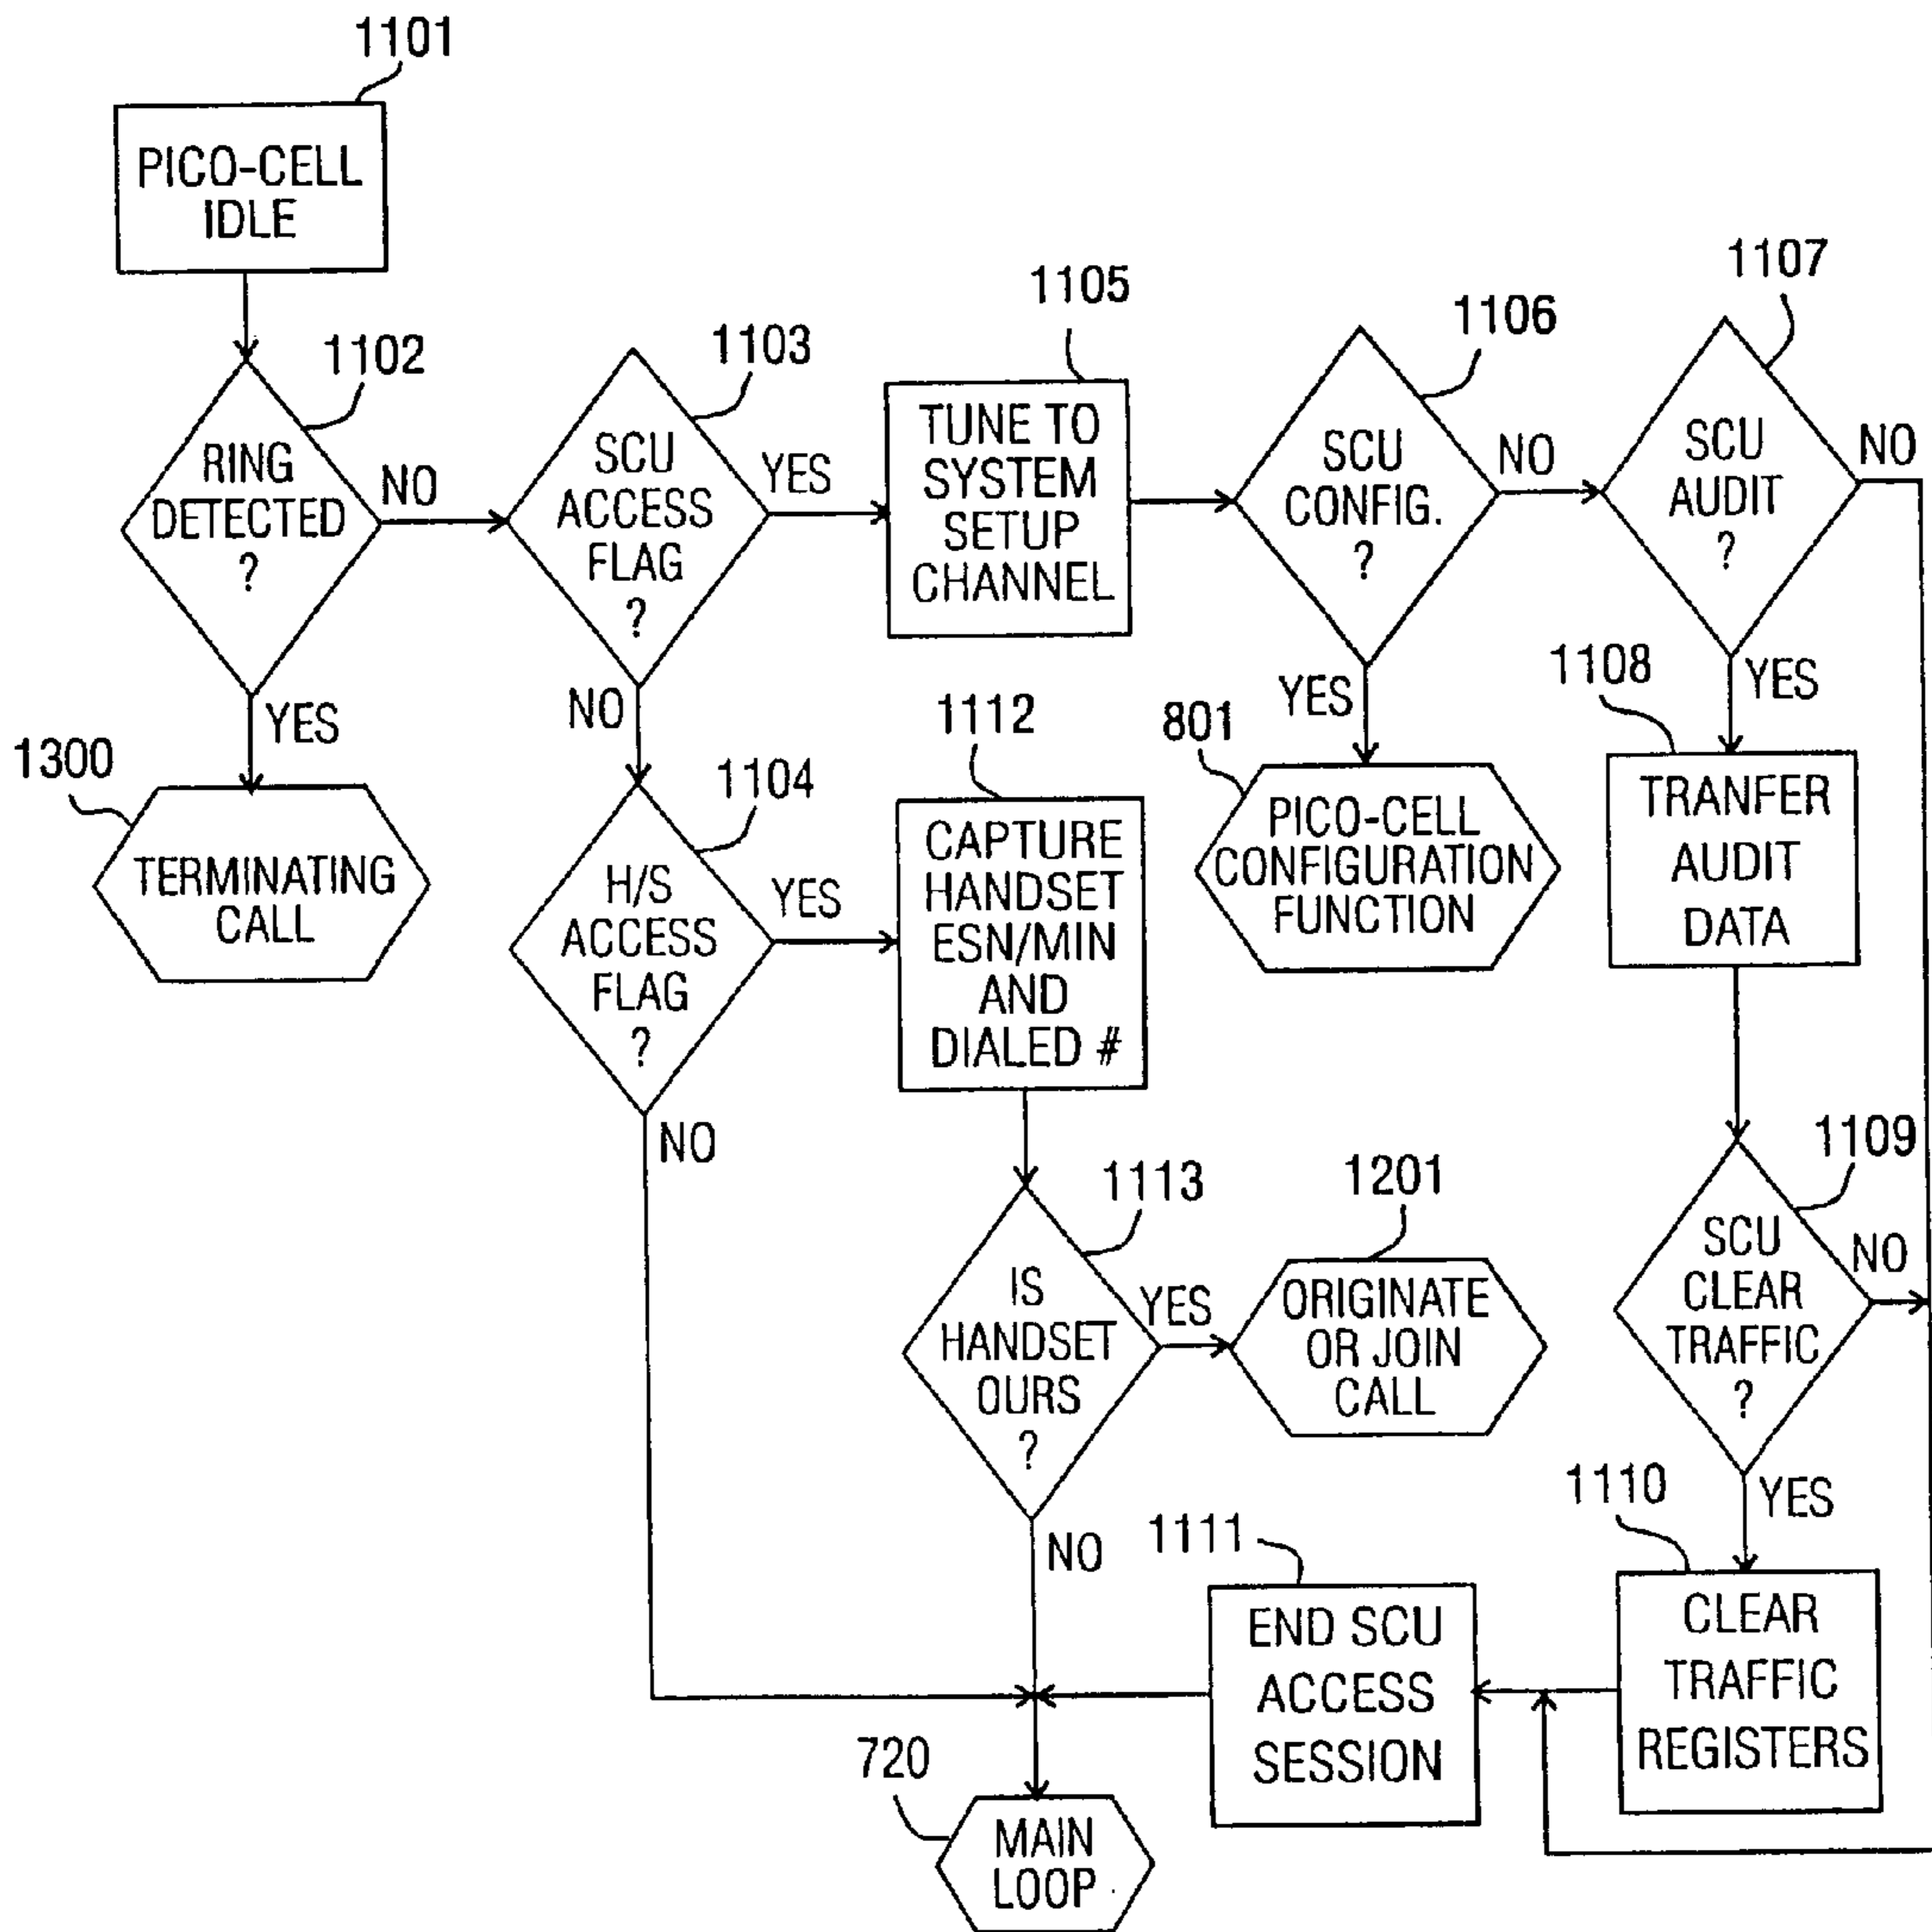 1101
PICO-CELL
IDLE
1102
RING
DETECTED
?
NO
YES
1300
TERMINATING
CALL
1103
SCU
ACCESS
FLAG
?
YES
NO
1105
TUNE TO
SYSTEM
SETUP
CHANNEL
1106
SCU
CONFIG.
?
NO
YES
801
PICO-CELL
CONFIGURATION
FUNCTION
1107
SCU
AUDIT
?
NO
YES
1108
TRANFER
AUDIT
DATA
1104
H/S
ACCESS
FLAG
?
YES
NO
1112
CAPTURE
HANDSET
ESN/MIN
AND
DIALED #
1113
IS
HANDSET
OURS
?
YES
NO
1201
ORIGINATE
OR JOIN
CALL
1109
SCU
CLEAR
TRAFFIC
?
NO
YES
1110
CLEAR
TRAFFIC
REGISTERS
1111
END SCU
ACCESS
SESSION
720
MAIN
LOOP